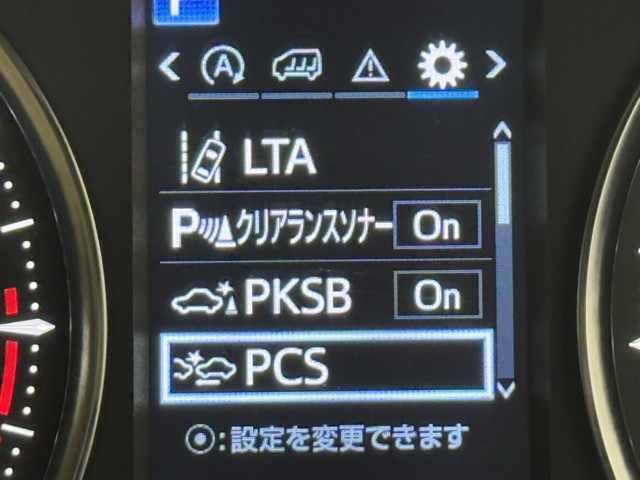 A
LTA
Pクリアランスソナー On
PKSB On
PCS
:設定を変更できます